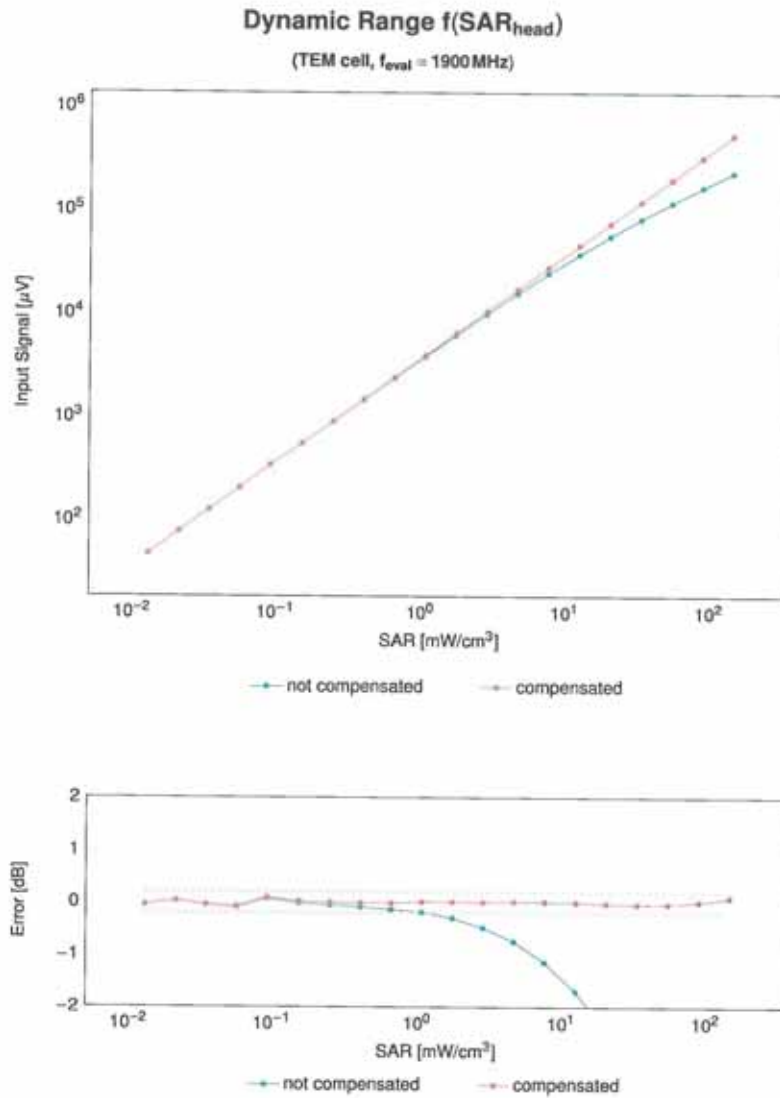 Dynamic Range f(SARhead)
(TEM cell, feval = 1900 MHz)
10⁶
10⁵
10⁴
10³
10²
Input Signal [µV]
10⁻² 10⁻¹ 10⁰ 10¹ 10²
SAR [mW/cm³]
not compensated compensated
2
1
0
-1
-2
Error [dB]
10⁻² 10⁻¹ 10⁰ 10¹ 10²
SAR [mW/cm³]
not compensated compensated